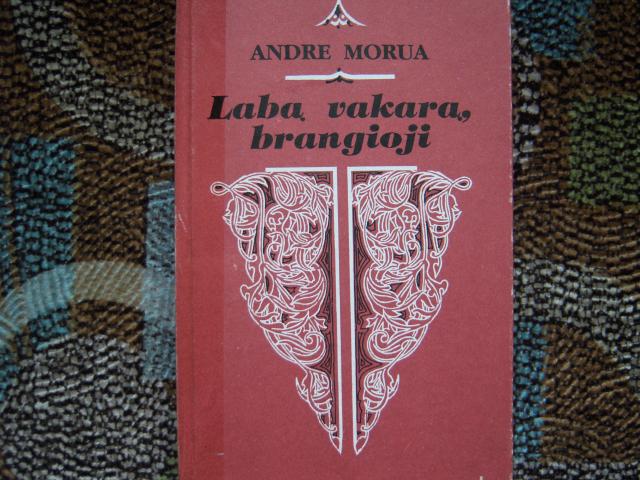 ANDRE MORUA
Labą vakarą,
brangioji